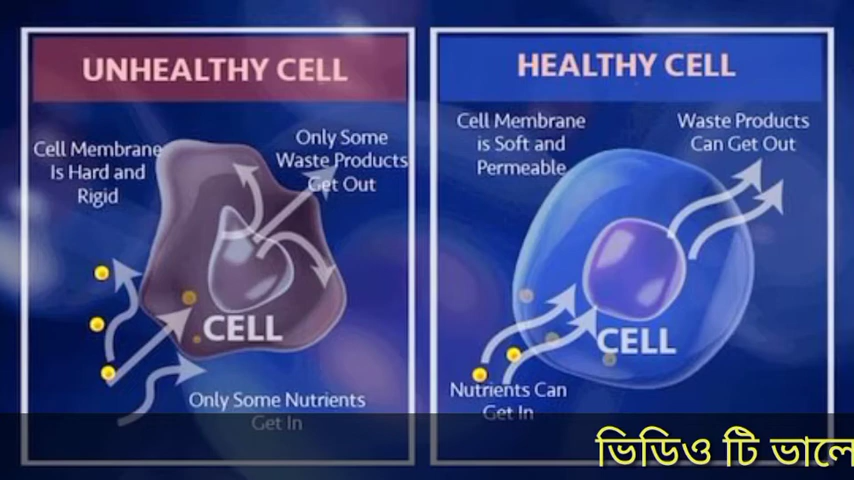 UNHEALTHY CELL
Cell Membrane
Is Hard and
Rigid
Only Some
Waste Products
Get Out
CELL
Only Some Nutrients
Get In
HEALTHY CELL
Cell Membrane
is Soft and
Permeable
Waste Products
Can Get Out
CELL
Nutrients Can
Get In
ভিডিও টি